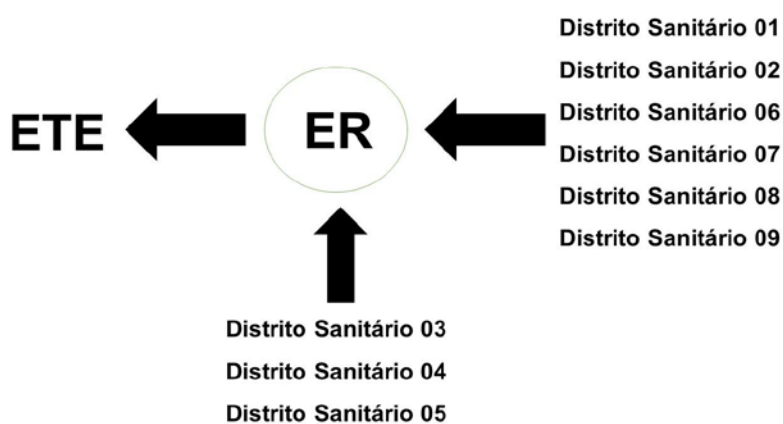 Distrito Sanitário 01
Distrito Sanitário 02
Distrito Sanitário 06
Distrito Sanitário 07
Distrito Sanitário 08
Distrito Sanitário 09
ETE
ER
Distrito Sanitário 03
Distrito Sanitário 04
Distrito Sanitário 05